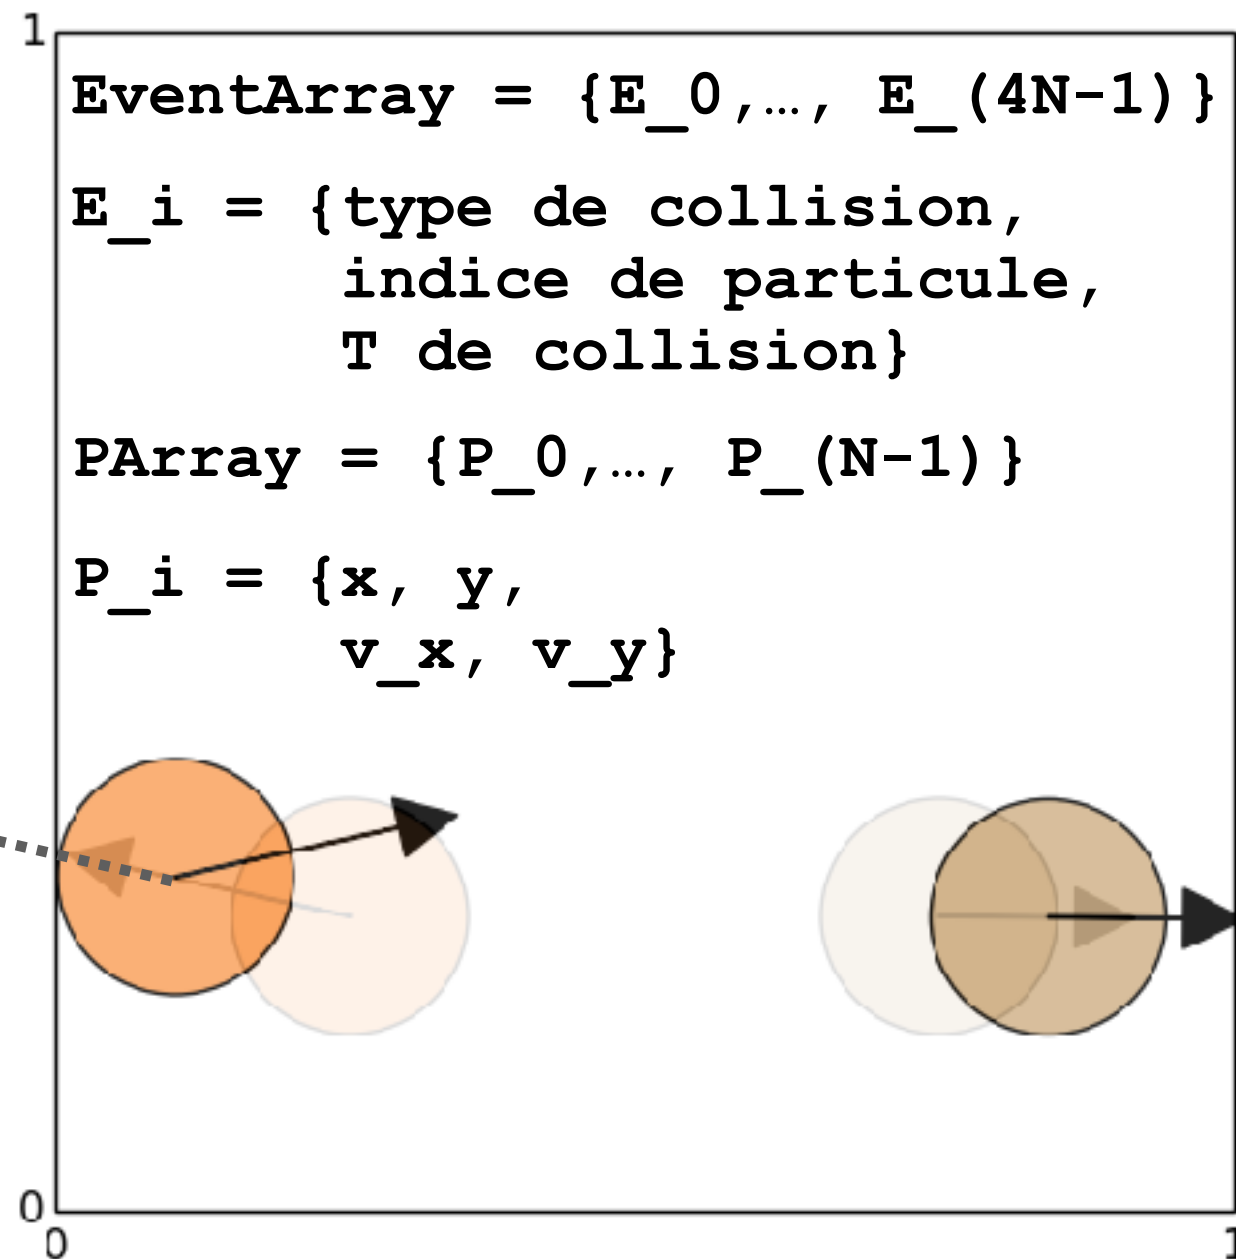 1
EventArray = {E_0,…, E_(4N-1)}
E_i = {type de collision,
indice de particule,
T de collision}
PArray = {P_0,…, P_(N-1)}
P_i = {x, y,
v_x, v_y}
0
0
1